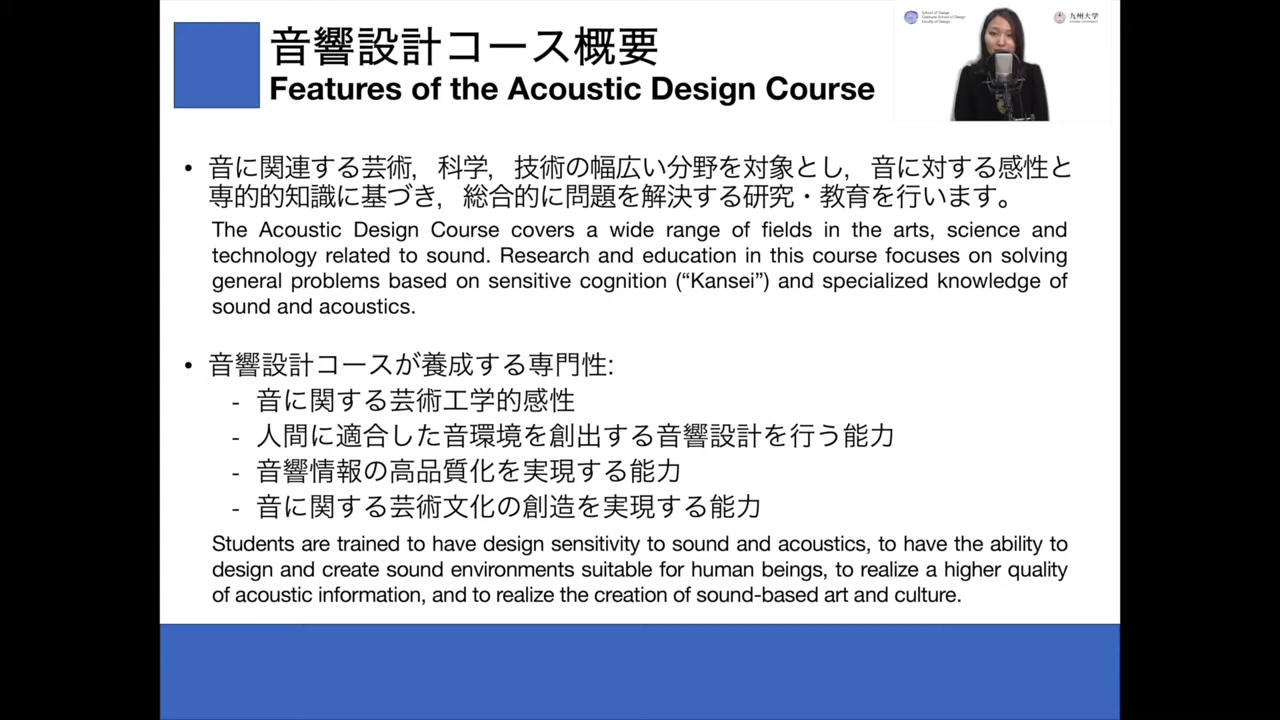 音響設計コース概要
Features of the Acoustic Design Course
School of Design
Graduate School of Design
Faculty of Design
九州大学
KYUSHU UNIVERSITY
• 音に関連する芸術，科学，技術の幅広い分野を対象とし，音に対する感性と
専的的知識に基づき，総合的に問題を解決する研究・教育を行います。
The Acoustic Design Course covers a wide range of fields in the arts, science and
technology related to sound. Research and education in this course focuses on solving
general problems based on sensitive cognition (“Kansei”) and specialized knowledge of
sound and acoustics.
• 音響設計コースが養成する専門性:
- 音に関する芸術工学的感性
- 人間に適合した音環境を創出する音響設計を行う能力
- 音響情報の高品質化を実現する能力
- 音に関する芸術文化の創造を実現する能力
Students are trained to have design sensitivity to sound and acoustics, to have the ability to
design and create sound environments suitable for human beings, to realize a higher quality
of acoustic information, and to realize the creation of sound-based art and culture.